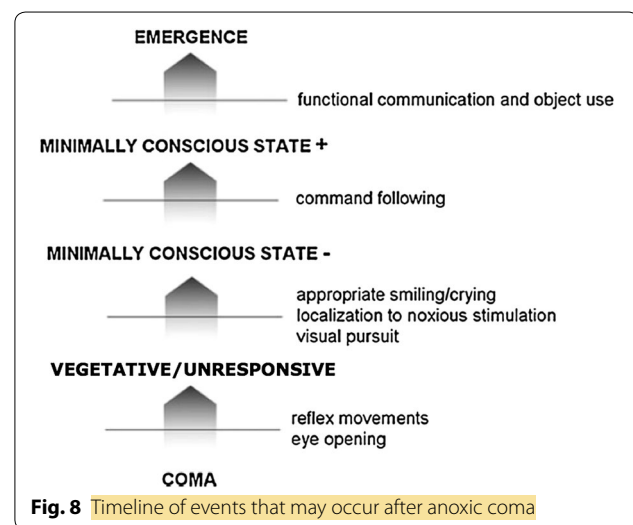 EMERGENCE
functional communication and object use
MINIMALLY CONSCIOUS STATE +
command following
MINIMALLY CONSCIOUS STATE -
appropriate smiling/crying
localization to noxious stimulation
visual pursuit
VEGETATIVE/UNRESPONSIVE
reflex movements
eye opening
COMA
Fig. 8 Timeline of events that may occur after anoxic coma